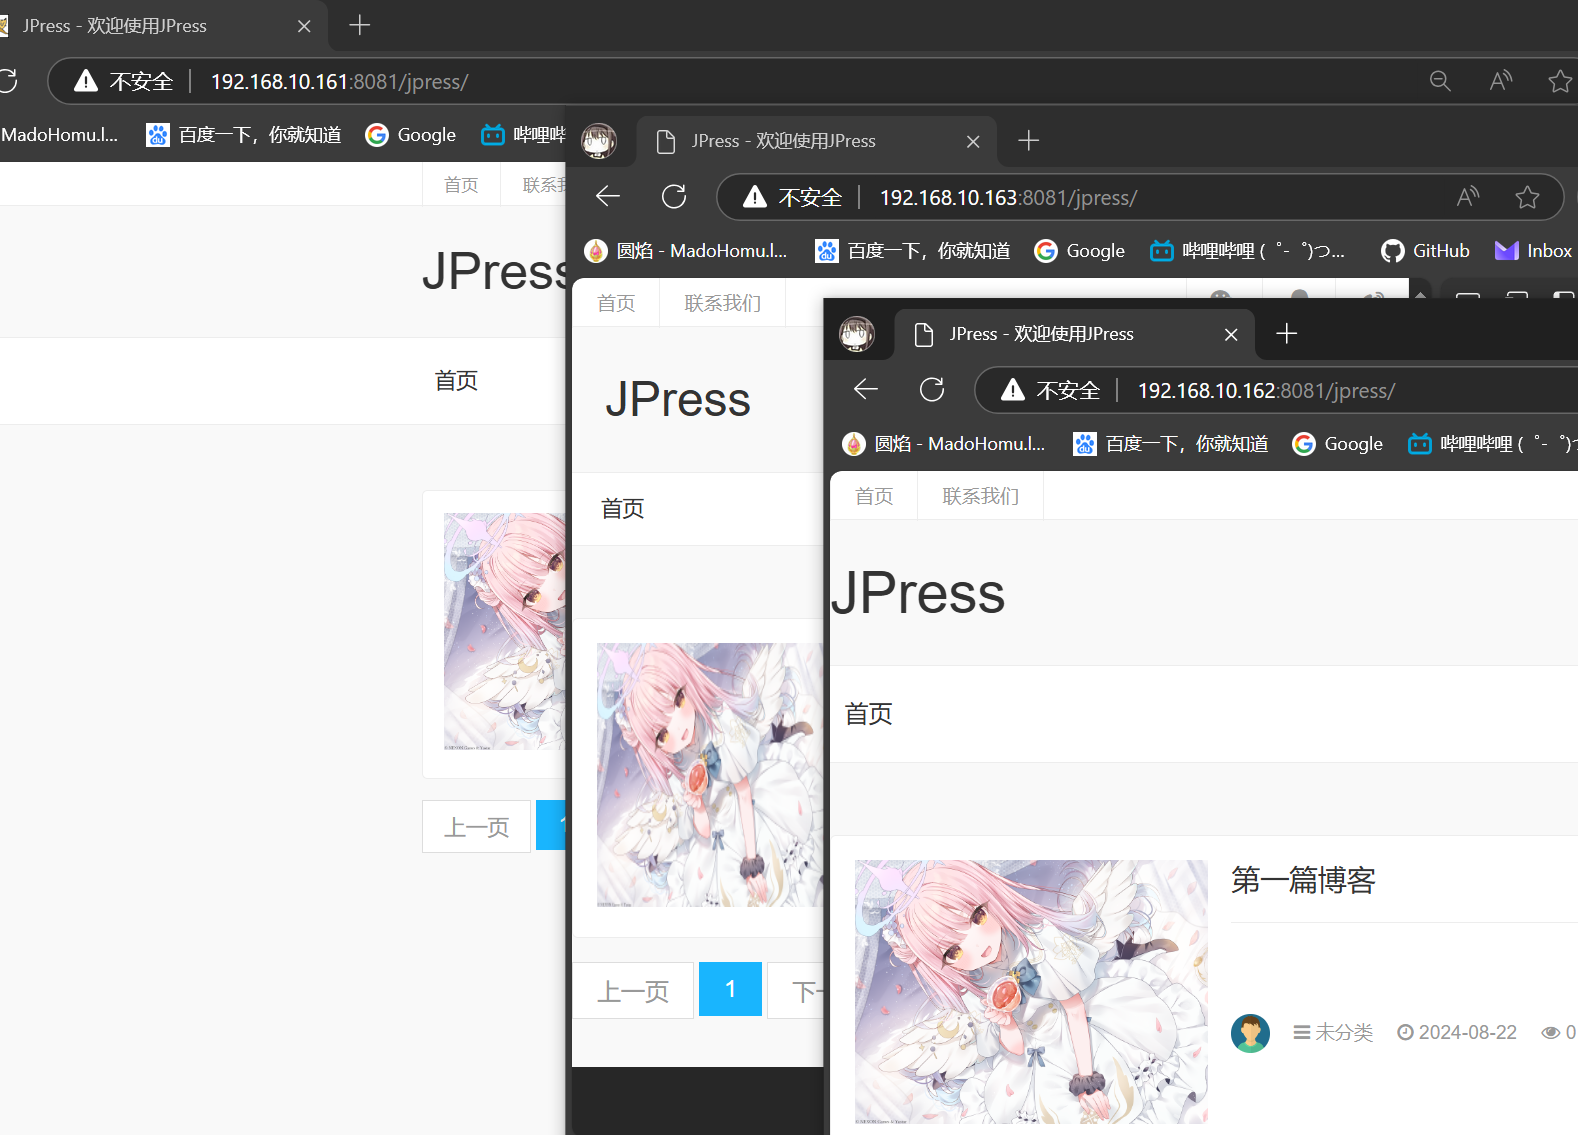 JPress - 欢迎使用JPress
不安全 192.168.10.161:8081/jpress/
MadoHomu.l...
百度一下，你就知道
Google
哔哩哔
首页
联系我
JPress
首页
上一页
1
JPress - 欢迎使用JPress
不安全 192.168.10.163:8081/jpress/
圆焰 - MadoHomu.l...
百度一下，你就知道
Google
哔哩哔哩 (゜-゜)つ...
GitHub
Inbox
首页
联系我们
JPress
首页
上一页
1
下一
JPress - 欢迎使用JPress
不安全 192.168.10.162:8081/jpress/
圆焰 - MadoHomu.l...
百度一下，你就知道
Google
哔哩哔哩 (゜-゜)つ
首页
联系我们
JPress
首页
第一篇博客
未分类
2024-08-22
0